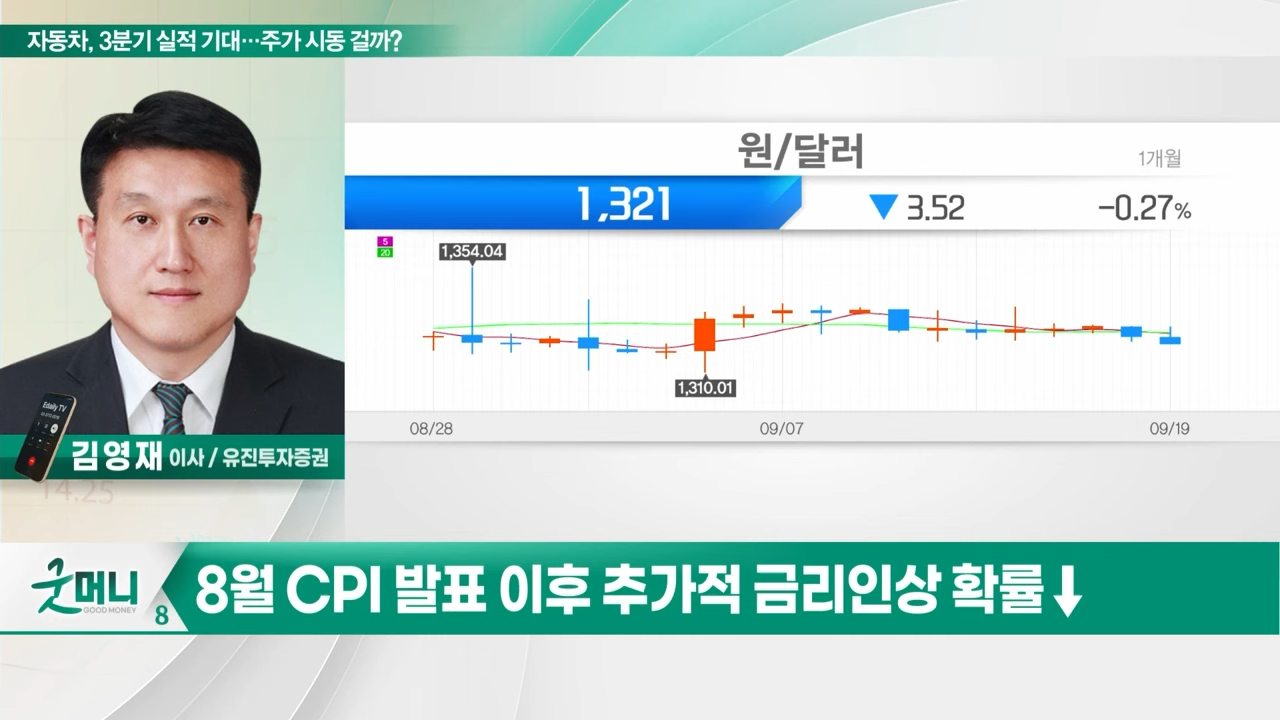 자동차, 3분기 실적 기대…주가 시동 걸까?
원/달러
1개월
1,321
▼ 3.52
-0.27%
5
20
1,354.04
1,310.01
08/28
09/07
09/19
Edaily TV
김영재 이사 / 유진투자증권
14.25
굿머니
GOOD MONEY
8
8월 CPI 발표 이후 추가적 금리인상 확률↓